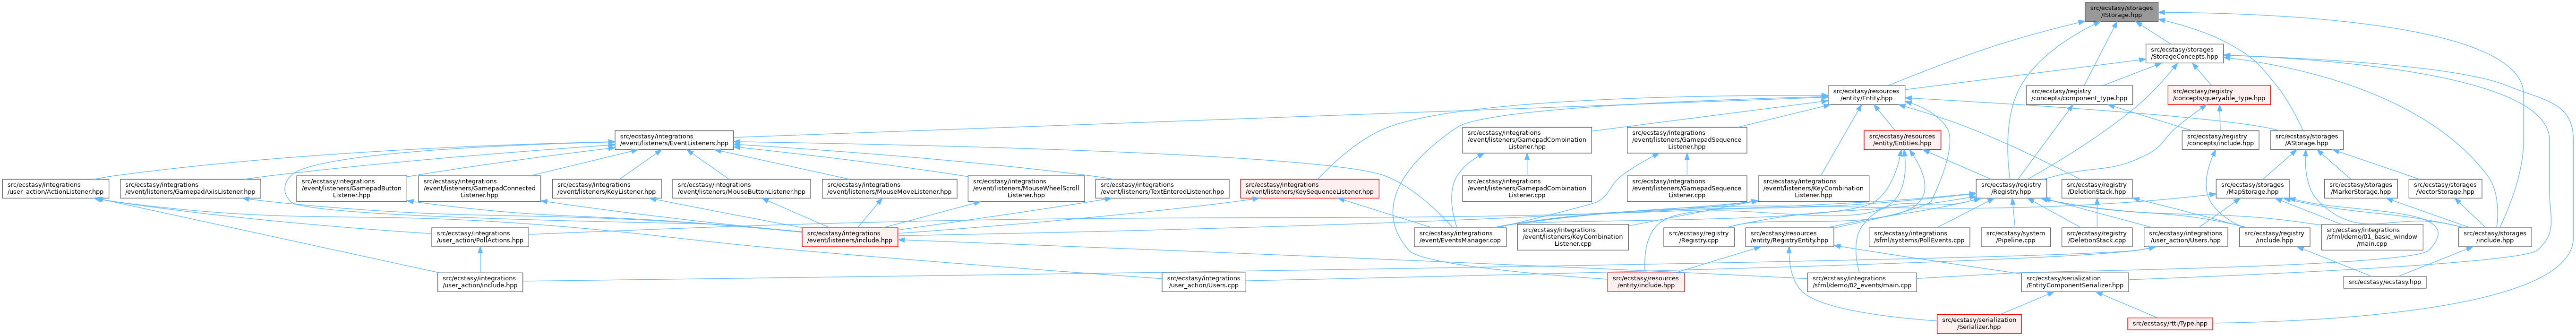 src/ecstasy/storages
/IStorage.hpp
src/ecstasy/storages
/StorageConcepts.hpp
src/ecstasy/resources
/entity/Entity.hpp
src/ecstasy/registry
/concepts/component_type.hpp
src/ecstasy/registry
/concepts/queryable_type.hpp
src/ecstasy/integrations
/event/listeners/EventListeners.hpp
src/ecstasy/integrations
/event/listeners/GamepadCombination
Listener.hpp
src/ecstasy/integrations
/event/listeners/GamepadSequence
Listener.hpp
src/ecstasy/resources
/entity/Entities.hpp
src/ecstasy/registry
/concepts/include.hpp
src/ecstasy/storages
/AStorage.hpp
src/ecstasy/integrations
/user_action/ActionListener.hpp
src/ecstasy/integrations
/event/listeners/GamepadAxisListener.hpp
src/ecstasy/integrations
/event/listeners/GamepadButton
Listener.hpp
src/ecstasy/integrations
/event/listeners/GamepadConnected
Listener.hpp
src/ecstasy/integrations
/event/listeners/KeyListener.hpp
src/ecstasy/integrations
/event/listeners/MouseButtonListener.hpp
src/ecstasy/integrations
/event/listeners/MouseMoveListener.hpp
src/ecstasy/integrations
/event/listeners/MouseWheelScroll
Listener.hpp
src/ecstasy/integrations
/event/listeners/TextEnteredListener.hpp
src/ecstasy/integrations
/event/listeners/KeySequenceListener.hpp
src/ecstasy/integrations
/event/listeners/GamepadCombination
Listener.cpp
src/ecstasy/integrations
/event/listeners/GamepadSequence
Listener.cpp
src/ecstasy/integrations
/event/listeners/KeyCombination
Listener.hpp
src/ecstasy/registry
/Registry.hpp
src/ecstasy/registry
/DeletionStack.hpp
src/ecstasy/storages
/MapStorage.hpp
src/ecstasy/storages
/MarkerStorage.hpp
src/ecstasy/storages
/VectorStorage.hpp
src/ecstasy/integrations
/user_action/PollActions.hpp
src/ecstasy/integrations
/event/listeners/include.hpp
src/ecstasy/integrations
/event/EventsManager.cpp
src/ecstasy/integrations
/event/listeners/KeyCombination
Listener.cpp
src/ecstasy/registry
/Registry.cpp
src/ecstasy/resources
/entity/RegistryEntity.hpp
src/ecstasy/integrations
/sfml/systems/PollEvents.cpp
src/ecstasy/system
/Pipeline.cpp
src/ecstasy/registry
/DeletionStack.cpp
src/ecstasy/integrations
/user_action/Users.hpp
src/ecstasy/registry
/include.hpp
src/ecstasy/integrations
/sfml/demo/01_basic_window
/main.cpp
src/ecstasy/storages
/include.hpp
src/ecstasy/integrations
/user_action/include.hpp
src/ecstasy/integrations
/user_action/Users.cpp
src/ecstasy/resources
/entity/include.hpp
src/ecstasy/integrations
/sfml/demo/02_events/main.cpp
src/ecstasy/serialization
/EntityComponentSerializer.hpp
src/ecstasy/ecstasy.hpp
src/ecstasy/serialization
/Serializer.hpp
src/ecstasy/rtti/Type.hpp